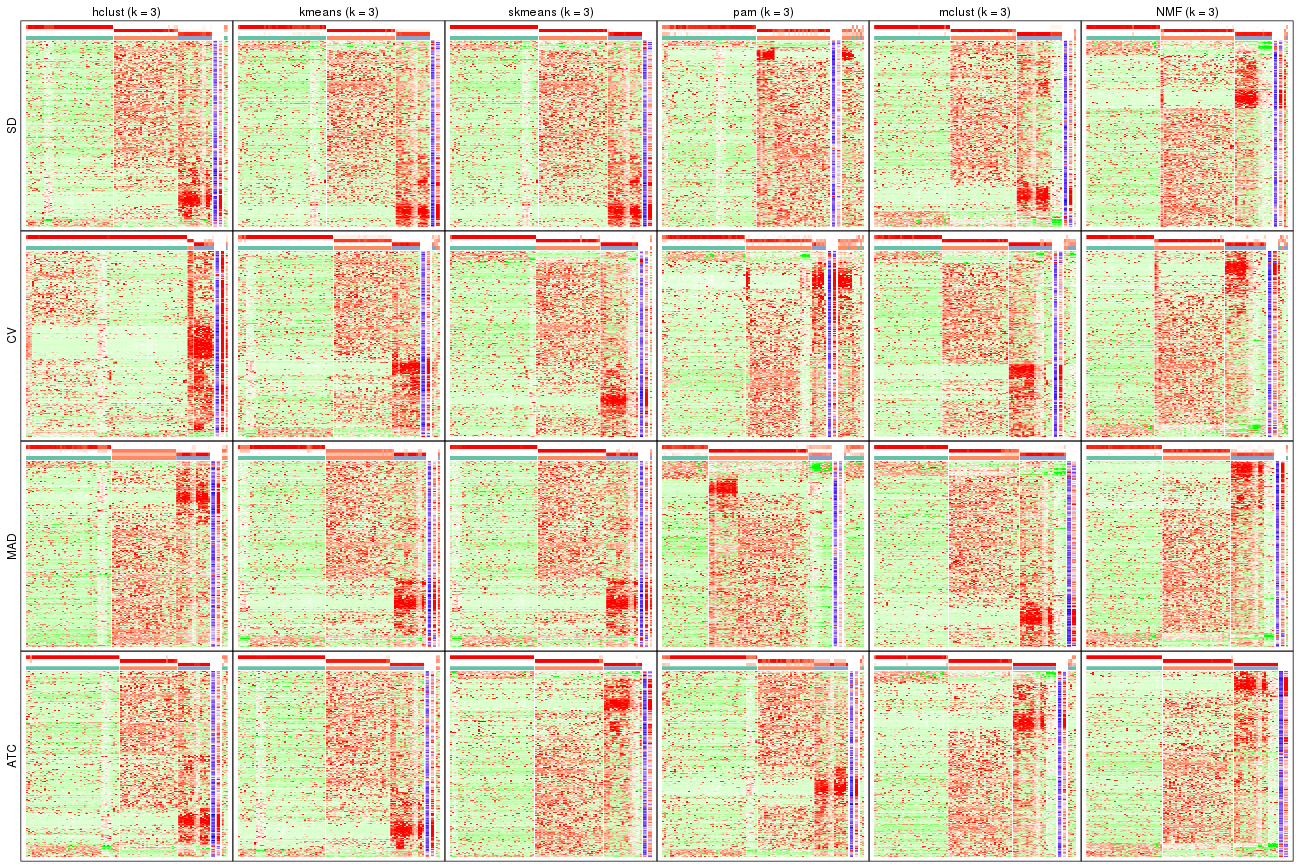 hclust (k = 3)
kmeans (k = 3)
skmeans (k = 3)
pam (k = 3)
mclust (k = 3)
NMF (k = 3)
SD
CV
MAD
ATC